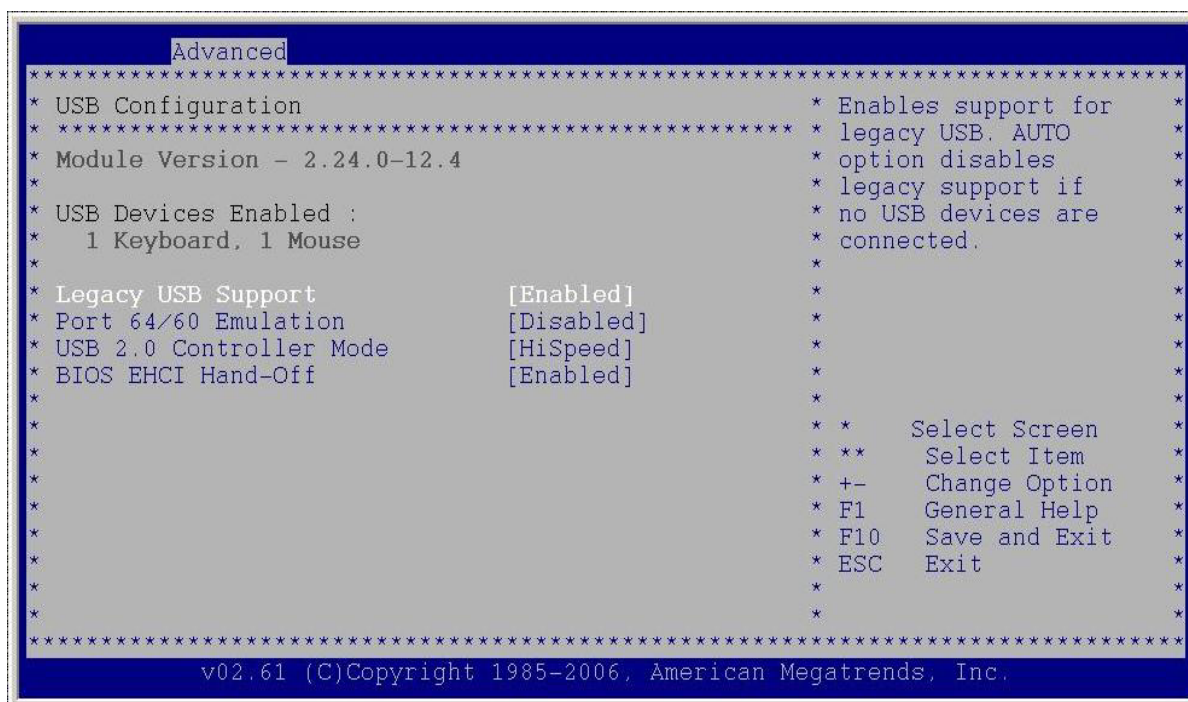 Advanced
USB Configuration
Module Version - 2.24.0-12.4
USB Devices Enabled :
1 Keyboard, 1 Mouse
Legacy USB Support [Enabled]
Port 64/60 Emulation [Disabled]
USB 2.0 Controller Mode [HiSpeed]
BIOS EHCI Hand-Off [Enabled]
Enables support for
legacy USB. AUTO
option disables
legacy support if
no USB devices are
connected.
* Select Screen
** Select Item
+- Change Option
F1 General Help
F10 Save and Exit
ESC Exit
v02.61 (C)Copyright 1985-2006, American Megatrends, Inc.